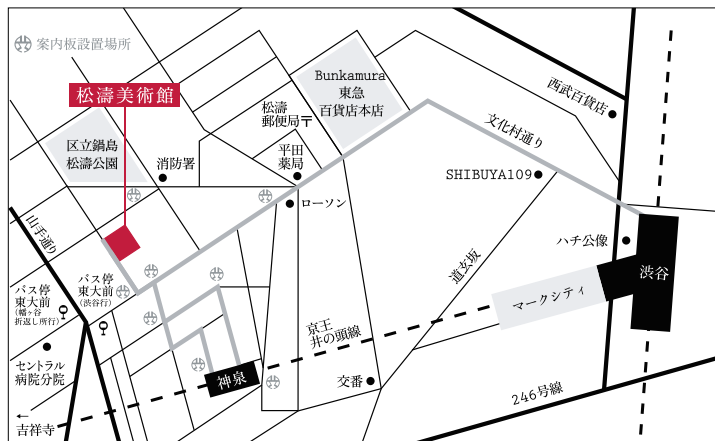 案内板設置場所
松濤美術館
Bunkamura
東急
百貨店本店
西武百貨店
松濤
郵便局〒
文化村通り
区立鍋島
松濤公園
消防署
平田
薬局
SHIBUYA109
ローソン
山手通り
ハチ公像
道玄坂
渋谷
バス停
東大前
(幡ヶ谷
折返し所行)
バス停
東大前
(渋谷行)
マークシティ
京王
井の頭線
セントラル
病院分院
神泉
交番
246号線
←
吉祥寺